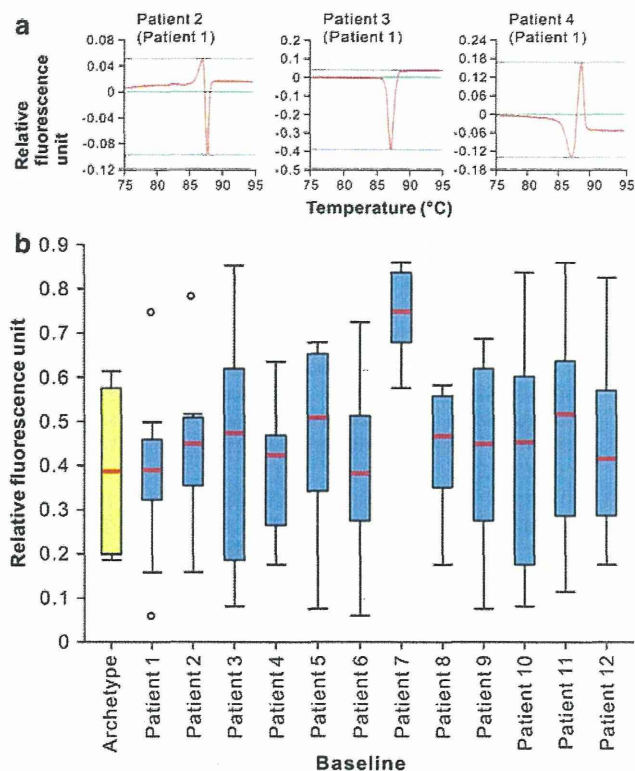 a
Patient 2
(Patient 1)
Patient 3
(Patient 1)
Patient 4
(Patient 1)
Relative
fluorescence
unit
0.08
0.04
0
-0.04
-0.08
-0.12
75 80 85 90 95
0.4
0.2
0
-0.1
-0.2
-0.3
-0.4
-0.5
75 80 85 90 95
0.24
0.18
0.12
0.06
0
-0.06
-0.12
-0.18
75 80 85 90 95
Temperature (°C)
b
Relative fluorescence unit
0.9
0.8
0.7
0.6
0.5
0.4
0.3
0.2
0.1
0
Archetype
Patient 1
Patient 2
Patient 3
Patient 4
Patient 5
Patient 6
Patient 7
Patient 8
Patient 9
Patient 10
Patient 11
Patient 12
Baseline